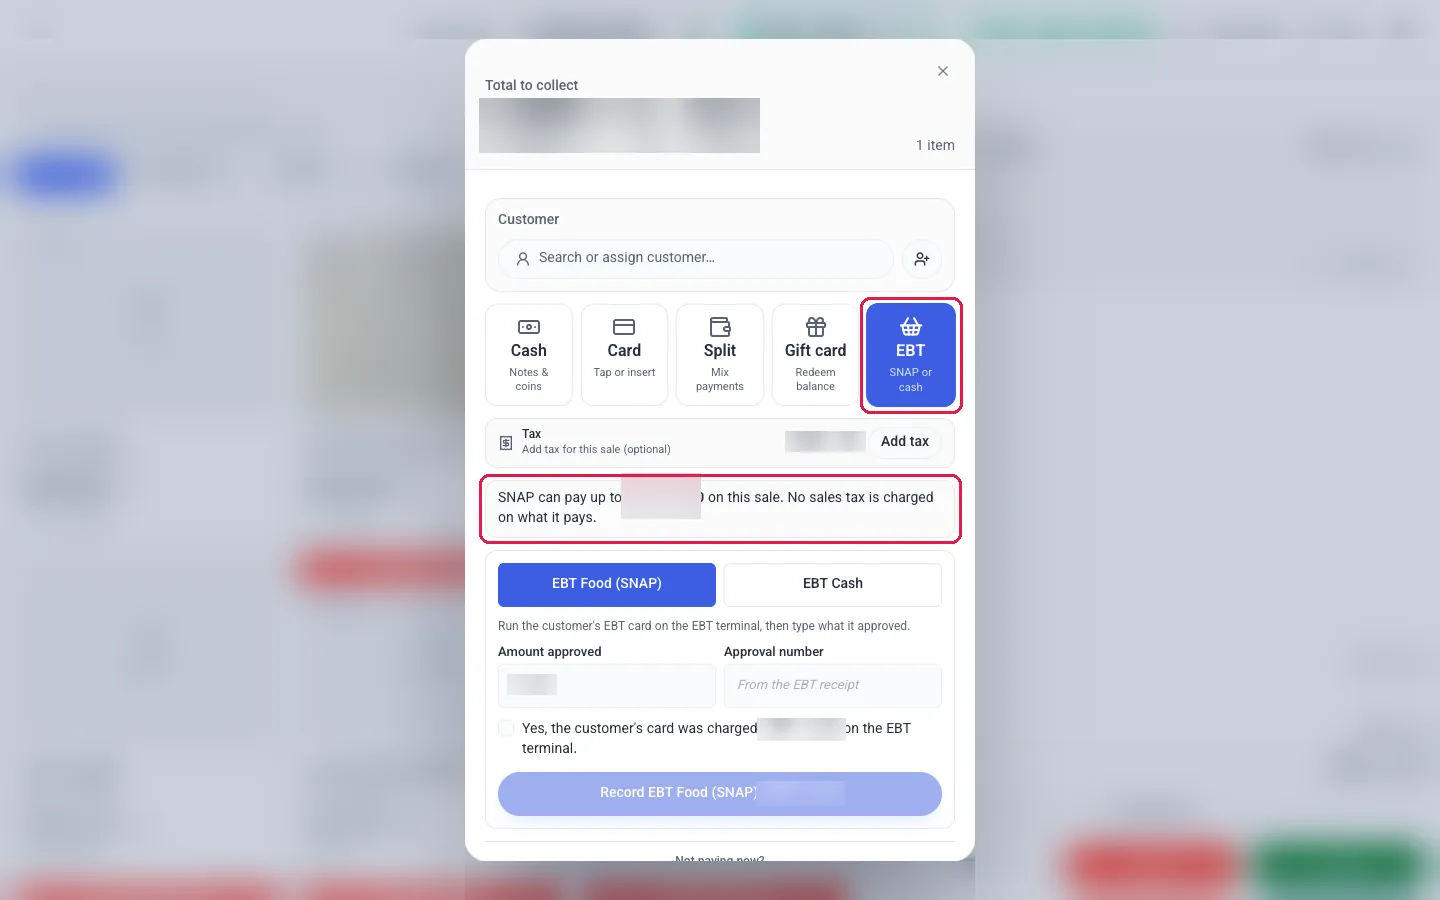 Total to collect
1 item
Customer
Search or assign customer...
Cash
Notes &
coins
Card
Tap or insert
Split
Mix
payments
Gift card
Redeem
balance
EBT
SNAP or
cash
Tax
Add tax for this sale (optional)
Add tax
SNAP can pay up to on this sale. No sales tax is charged
on what it pays.
EBT Food (SNAP)
EBT Cash
Run the customer's EBT card on the EBT terminal, then type what it approved.
Amount approved
Approval number
From the EBT receipt
Yes, the customer's card was charged on the EBT
terminal.
Record EBT Food (SNAP)
Not paying now?